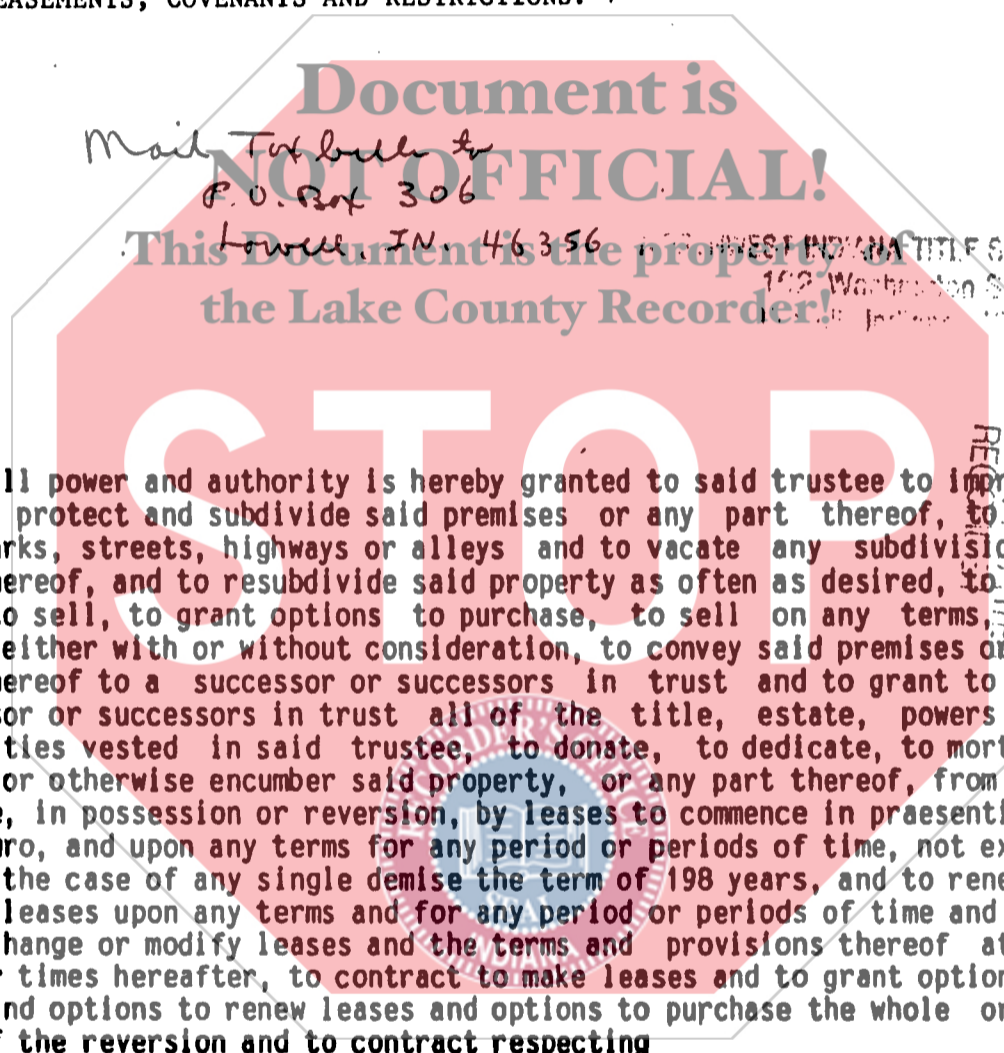 EASEMENTS, COVENANTS AND RESTRICTIONS.
Document is
Mail Tax bill to
NOT OFFICIAL!
P.O. Box 306
Lowell, IN. 46356
This Document is the property of
WEST INDIANA TITLE S
the Lake County Recorder!
STOP
ll power and authority is hereby granted to said trustee to impr
protect and subdivide said premises or any part thereof, to
rks, streets, highways or alleys and to vacate any subdivisio
ereof, and to resubdivide said property as often as desired, to
o sell, to grant options to purchase, to sell on any terms,
either with or without consideration, to convey said premises or
ereof to a successor or successors in trust and to grant to
or or successors in trust all of the title, estate, powers
ties vested in said trustee, to donate, to dedicate, to mort
or otherwise encumber said property, or any part thereof, from
e, in possession or reversion, by leases to commence in praesenti
uro, and upon any terms for any period or periods of time, not ex
the case of any single demise the term of 198 years, and to rene
leases upon any terms and for any period or periods of time and
hange or modify leases and the terms and provisions thereof at
r times hereafter, to contract to make leases and to grant option
nd options to renew leases and options to purchase the whole or
f the reversion and to contract respecting
RECORDER'S OFFICE
SEAL
INDIANA